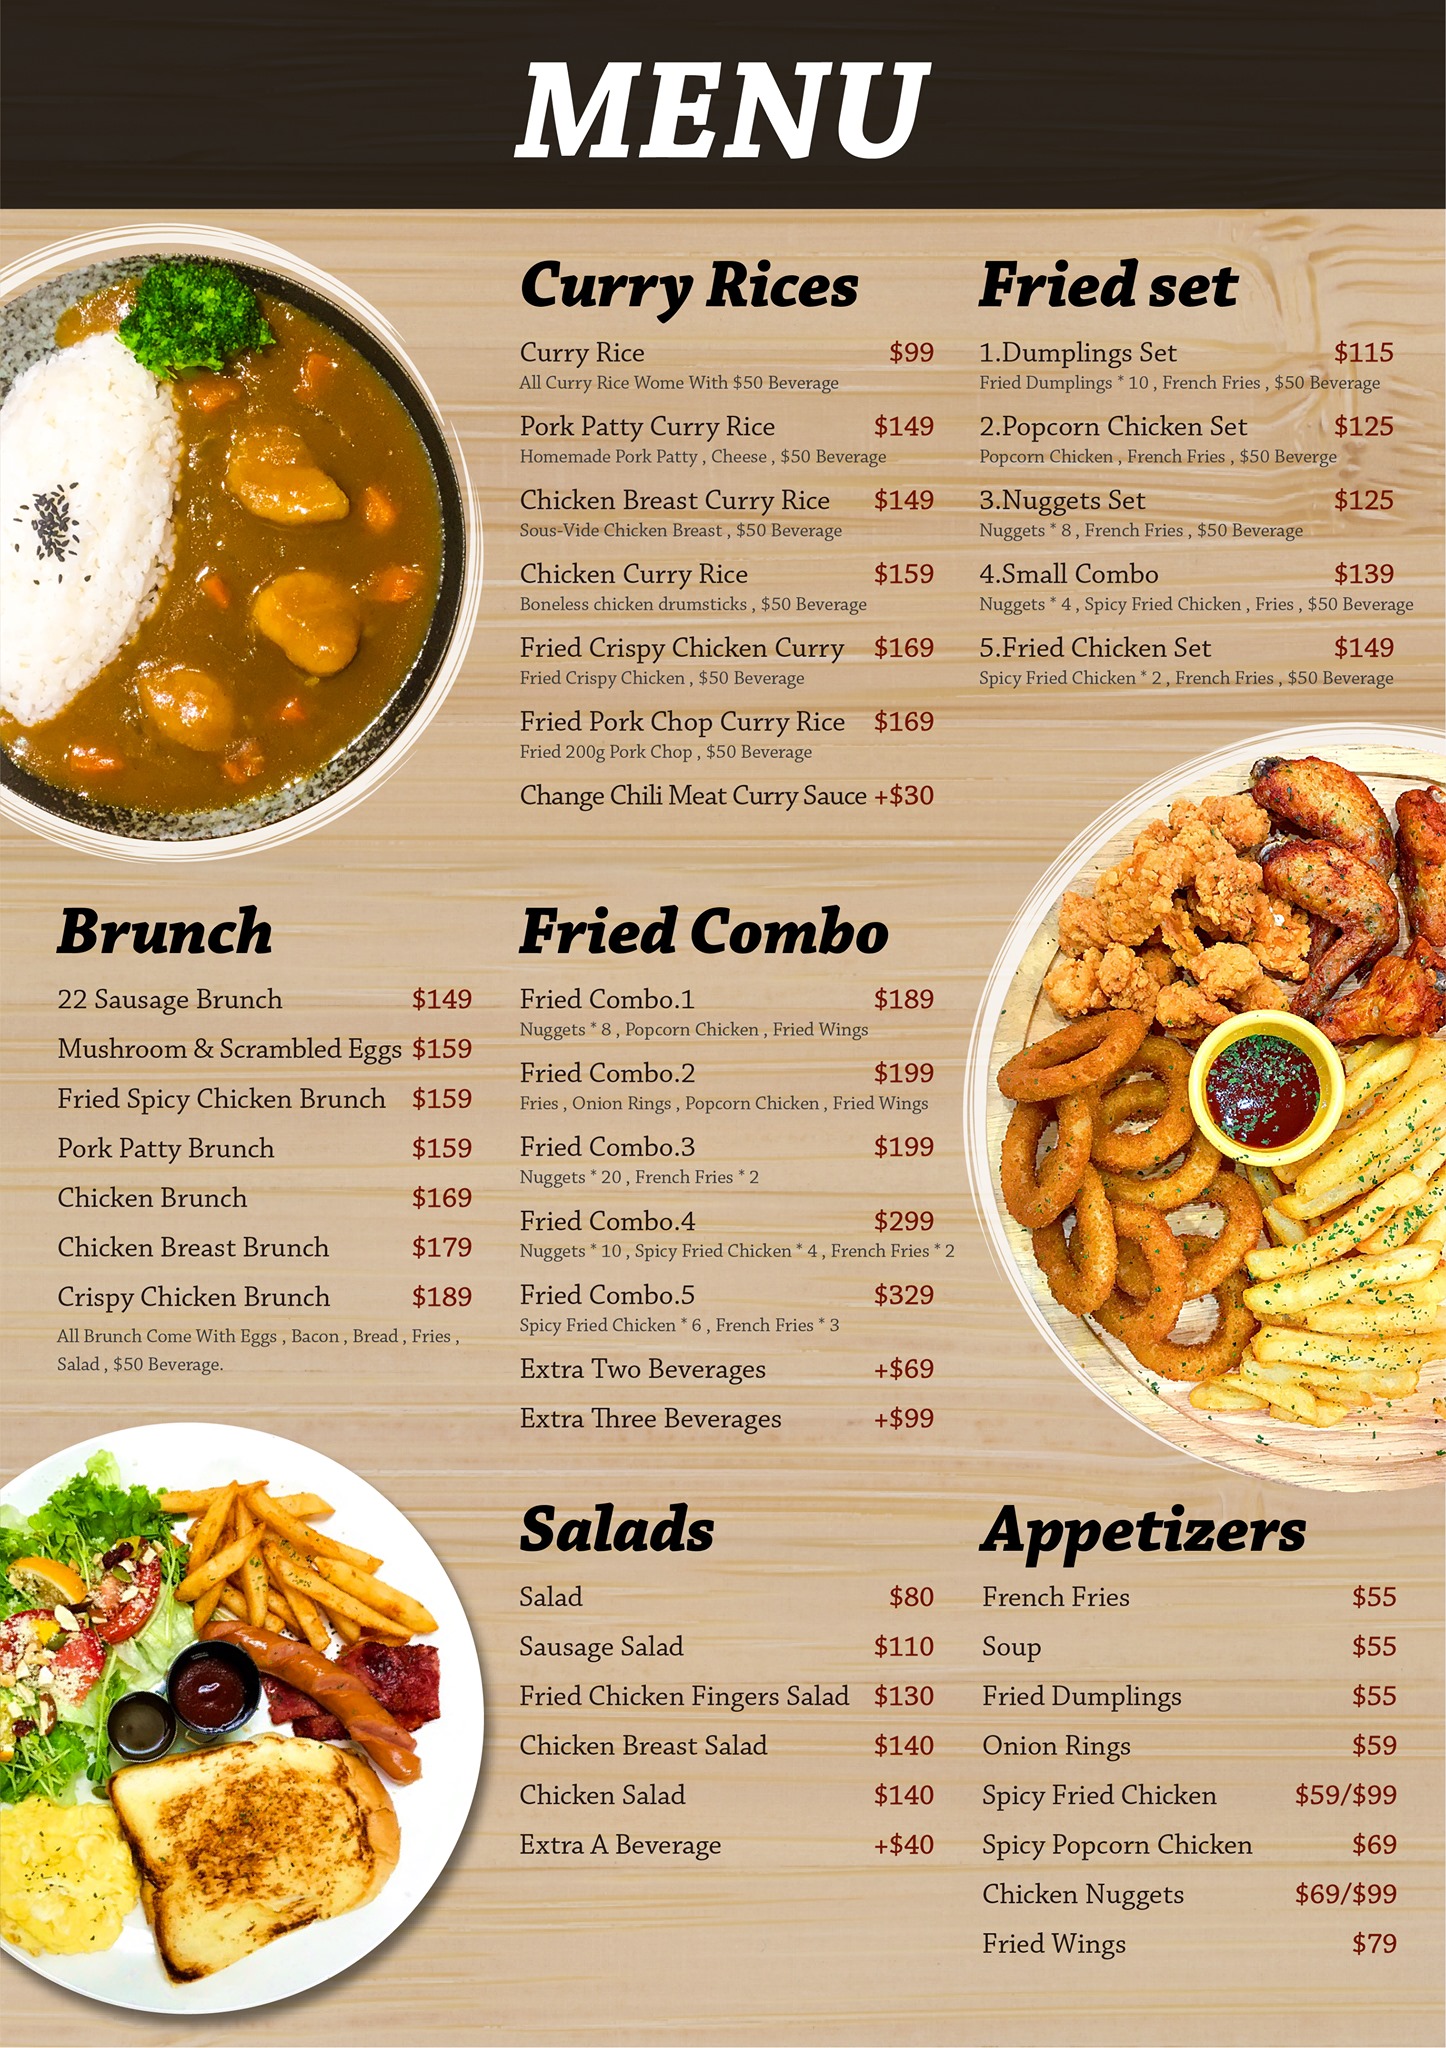 MENU
Curry Rices
Curry Rice $99
All Curry Rice Wome With $50 Beverage
Pork Patty Curry Rice $149
Homemade Pork Patty , Cheese , $50 Beverage
Chicken Breast Curry Rice $149
Sous-Vide Chicken Breast , $50 Beverage
Chicken Curry Rice $159
Boneless chicken drumsticks , $50 Beverage
Fried Crispy Chicken Curry $169
Fried Crispy Chicken , $50 Beverage
Fried Pork Chop Curry Rice $169
Fried 200g Pork Chop , $50 Beverage
Change Chili Meat Curry Sauce +$30
Fried set
1.Dumplings Set $115
Fried Dumplings * 10 , French Fries , $50 Beverage
2.Popcorn Chicken Set $125
Popcorn Chicken , French Fries , $50 Beverge
3.Nuggets Set $125
Nuggets * 8 , French Fries , $50 Beverage
4.Small Combo $139
Nuggets * 4 , Spicy Fried Chicken , Fries , $50 Beverage
5.Fried Chicken Set $149
Spicy Fried Chicken * 2 , French Fries , $50 Beverage
Brunch
22 Sausage Brunch $149
Mushroom & Scrambled Eggs $159
Fried Spicy Chicken Brunch $159
Pork Patty Brunch $159
Chicken Brunch $169
Chicken Breast Brunch $179
Crispy Chicken Brunch $189
All Brunch Come With Eggs , Bacon , Bread , Fries ,
Salad , $50 Beverage.
Fried Combo
Fried Combo.1 $189
Nuggets * 8 , Popcorn Chicken , Fried Wings
Fried Combo.2 $199
Fries , Onion Rings , Popcorn Chicken , Fried Wings
Fried Combo.3 $199
Nuggets * 20 , French Fries * 2
Fried Combo.4 $299
Nuggets * 10 , Spicy Fried Chicken * 4 , French Fries * 2
Fried Combo.5 $329
Spicy Fried Chicken * 6 , French Fries * 3
Extra Two Beverages +$69
Extra Three Beverages +$99
Salads
Salad $80
Sausage Salad $110
Fried Chicken Fingers Salad $130
Chicken Breast Salad $140
Chicken Salad $140
Extra A Beverage +$40
Appetizers
French Fries $55
Soup $55
Fried Dumplings $55
Onion Rings $59
Spicy Fried Chicken $59/$99
Spicy Popcorn Chicken $69
Chicken Nuggets $69/$99
Fried Wings $79